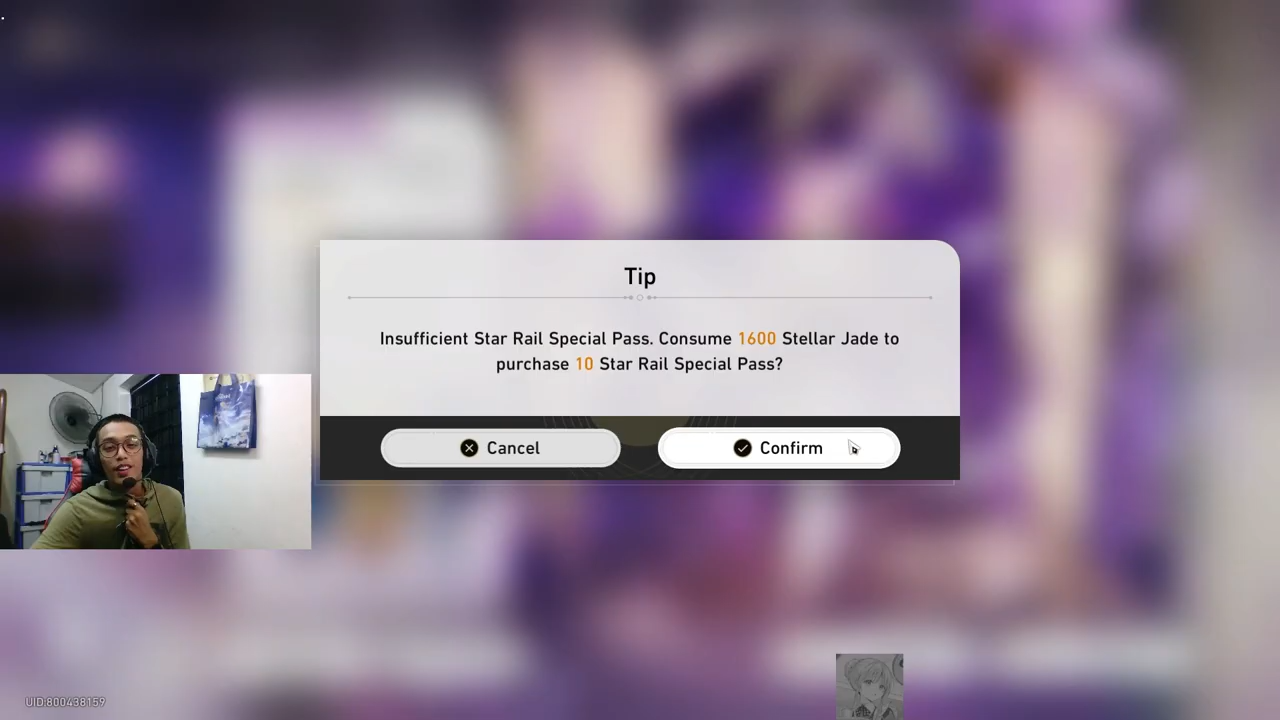 Tip
Insufficient Star Rail Special Pass. Consume 1600 Stellar Jade to
purchase 10 Star Rail Special Pass?
Cancel
Confirm
UID:800438159